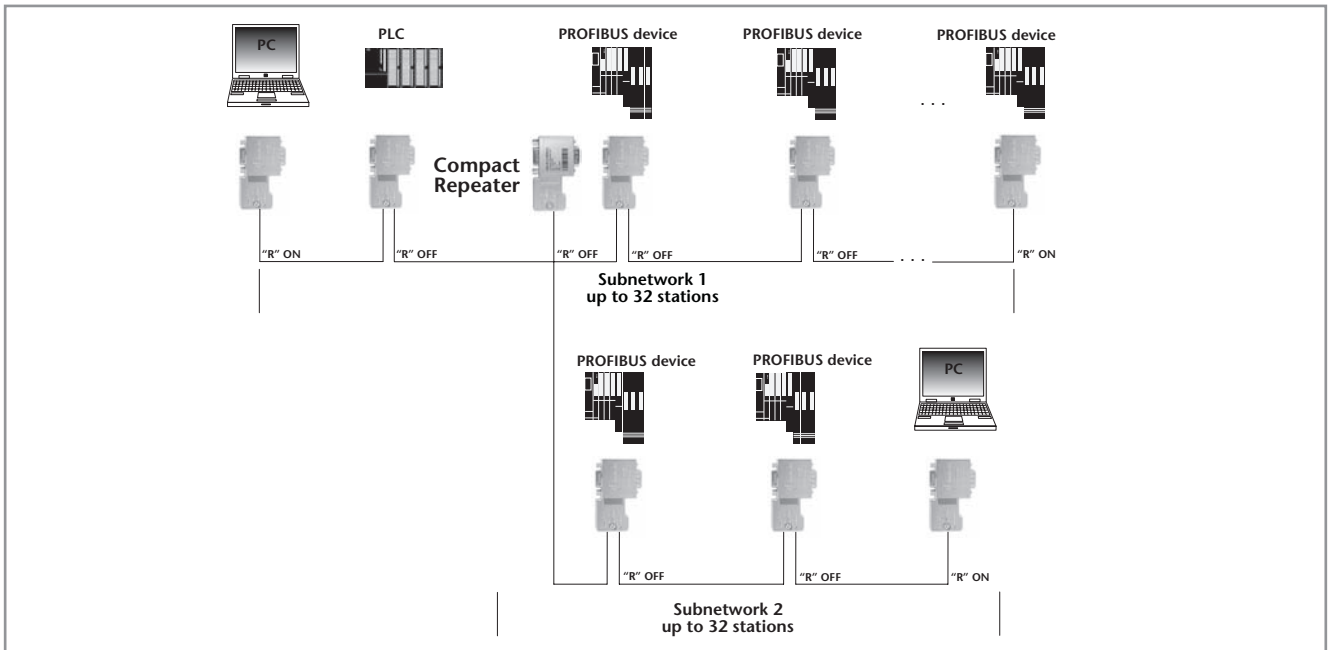 PC
PLC
PROFIBUS device
PROFIBUS device
PROFIBUS device
. . .
Compact
Repeater
“R” ON
“R” OFF
“R” OFF
“R” OFF
“R” OFF
. . .
“R” ON
Subnetwork 1
up to 32 stations
PROFIBUS device
PROFIBUS device
PC
“R” OFF
“R” OFF
“R” ON
Subnetwork 2
up to 32 stations